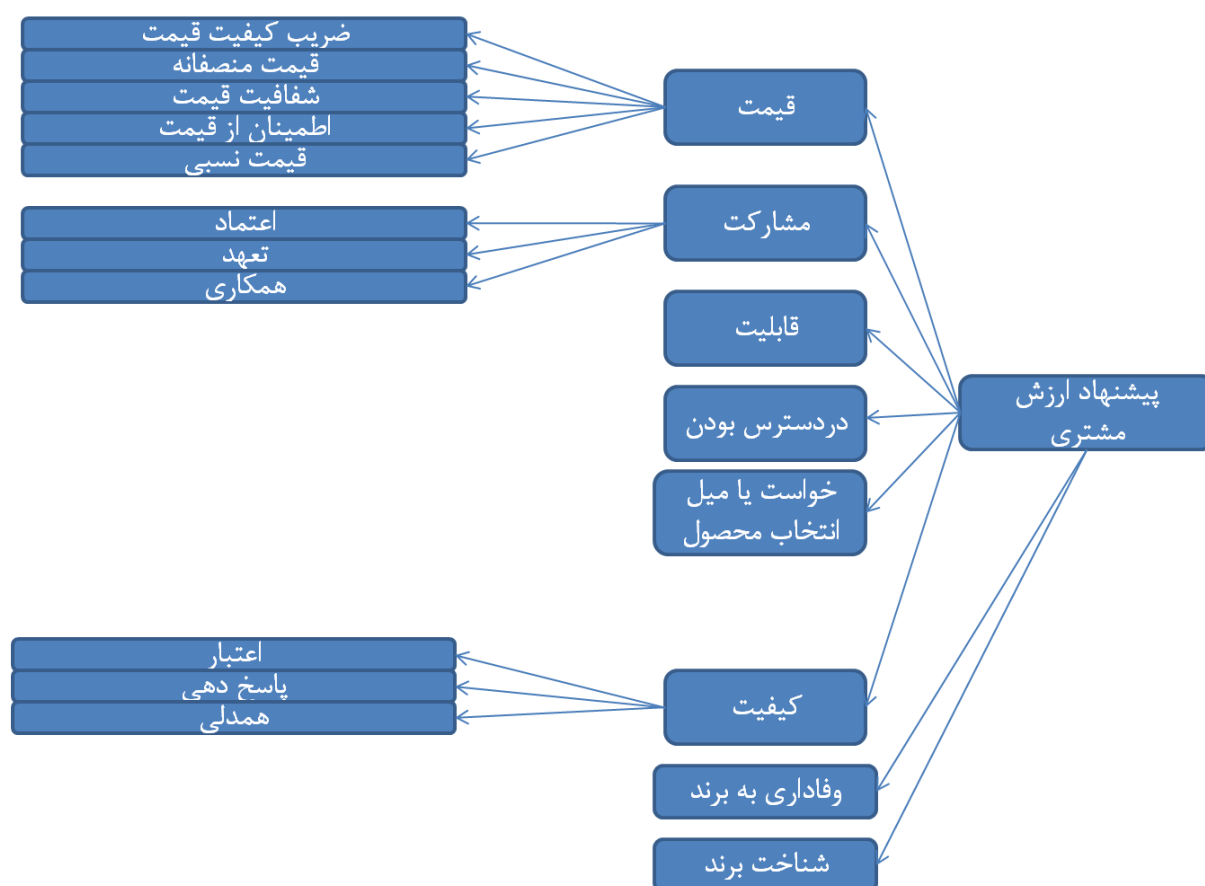 پیشنهاد ارزش
مشتری
قیمت
ضریب کیفیت قیمت
قیمت منصفانه
شفافیت قیمت
اطمینان از قیمت
قیمت نسبی
مشارکت
اعتماد
تعهد
همکاری
قابلیت
دردسترس بودن
خواست یا میل
انتخاب محصول
کیفیت
اعتبار
پاسخ دهی
همدلی
وفاداری به برند
شناخت برند